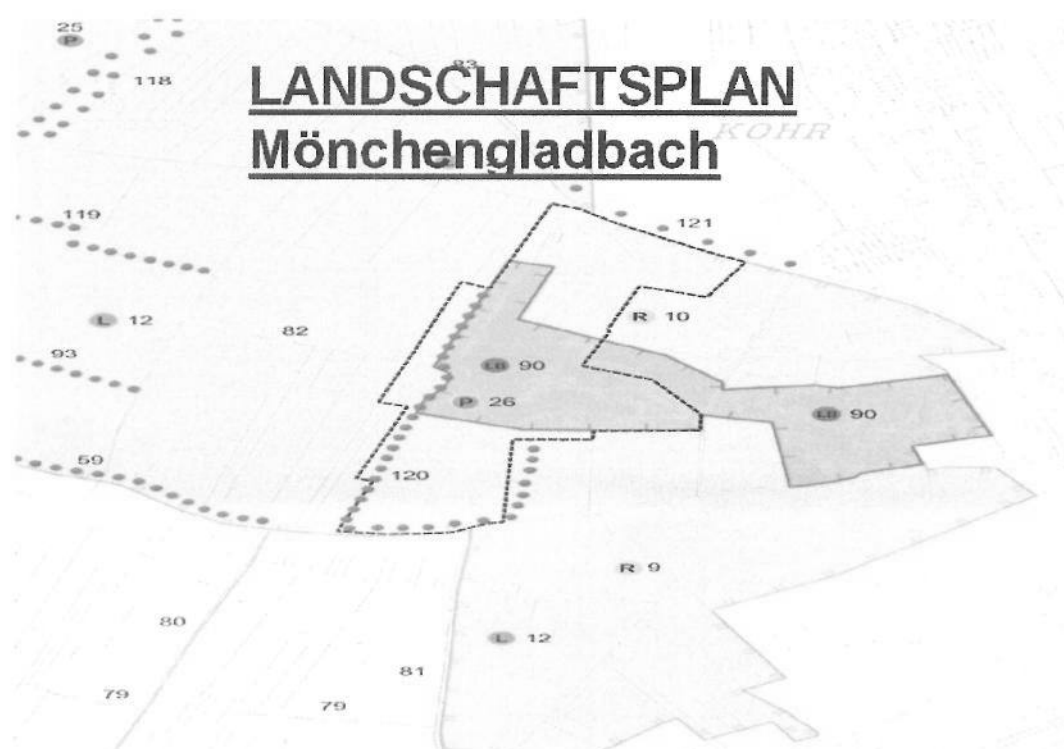 25
P
118
83
LANDSCHAFTSPLAN
Mönchengladbach
KOHR
119
121
L 12
82
R 10
93
LB 90
P 26
LB 90
59
120
R 9
80
L 12
81
79
79